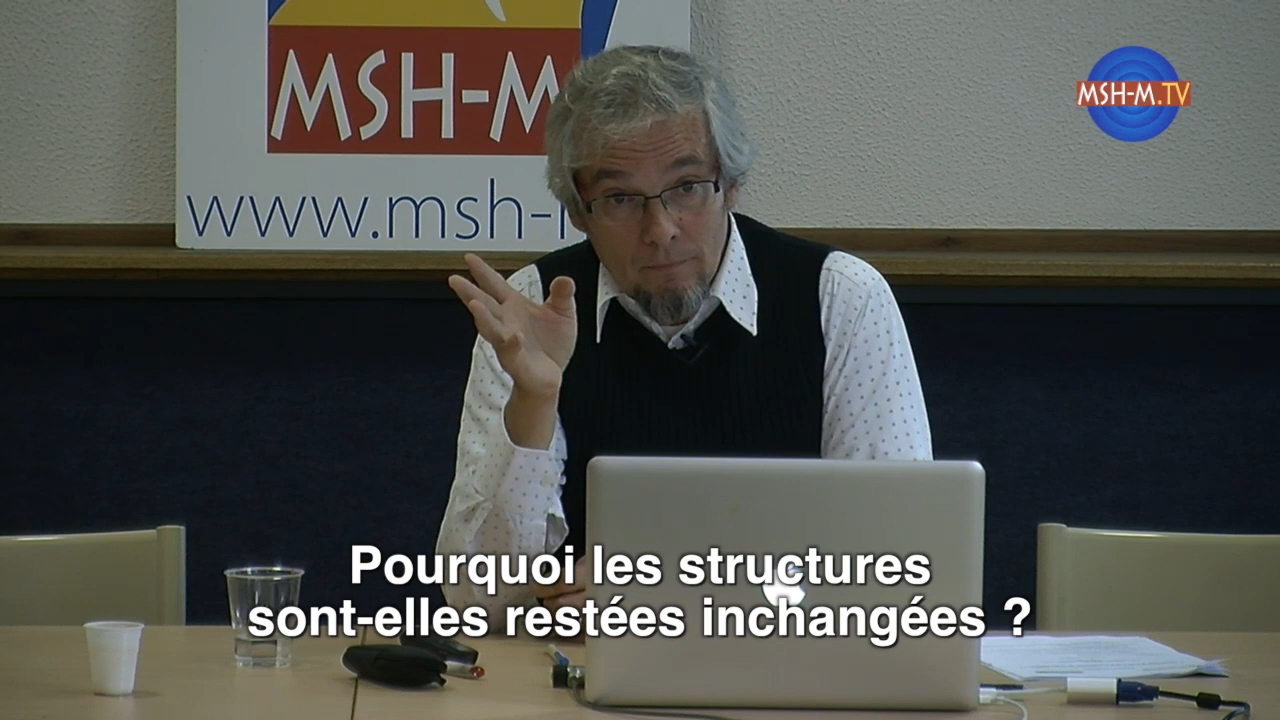 MSH-M
www.msh-
MSH-M.TV
Pourquoi les structures
sont-elles restées inchangées ?